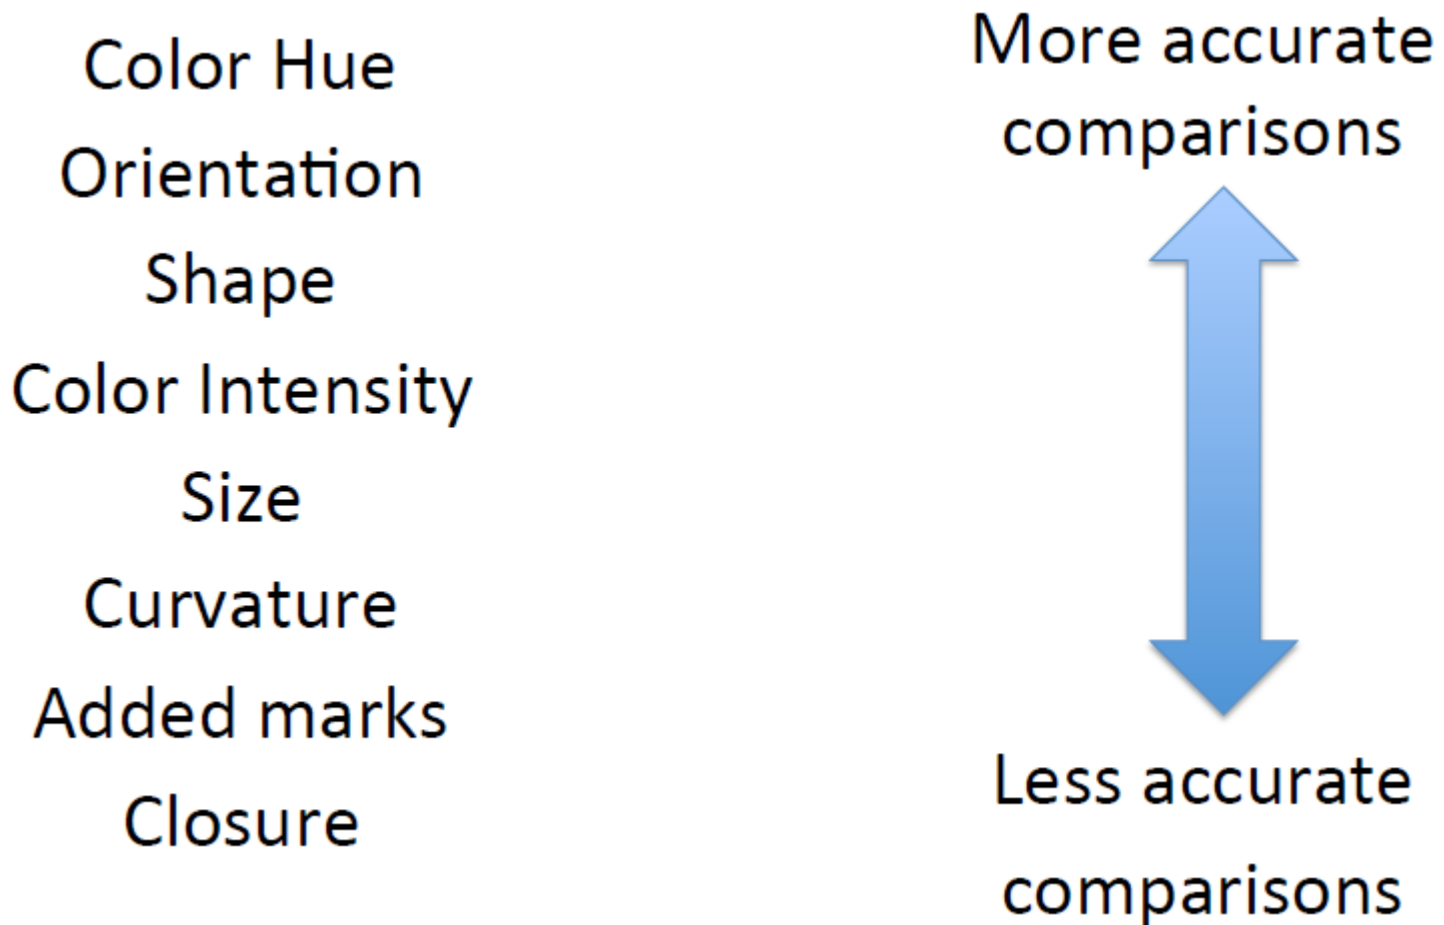 Color Hue
Orientation
Shape
Color Intensity
Size
Curvature
Added marks
Closure
More accurate
comparisons
Less accurate
comparisons